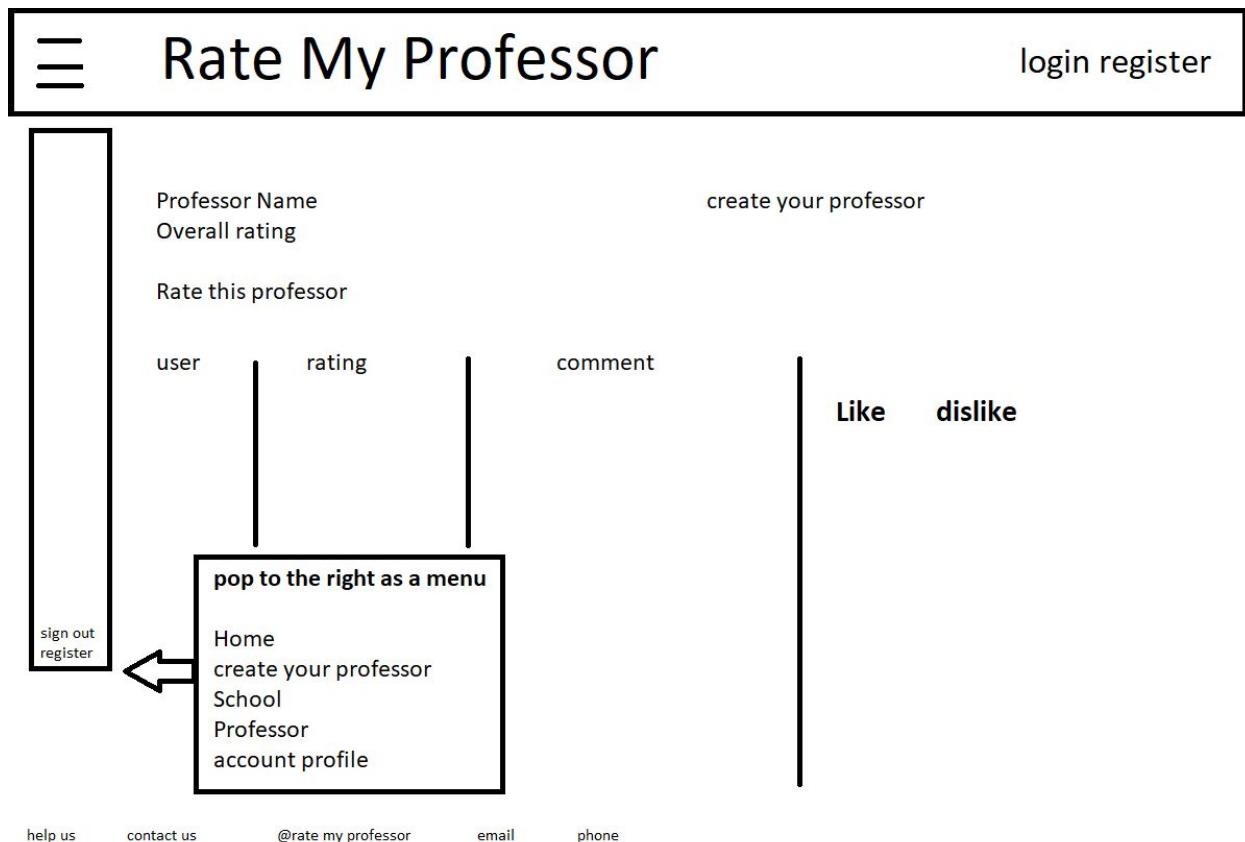 Rate My Professor
login register
Professor Name
create your professor
Overall rating
Rate this professor
user rating comment
Like dislike
pop to the right as a menu
Home
create your professor
School
Professor
account profile
sign out
register
help us contact us @rate my professor email phone